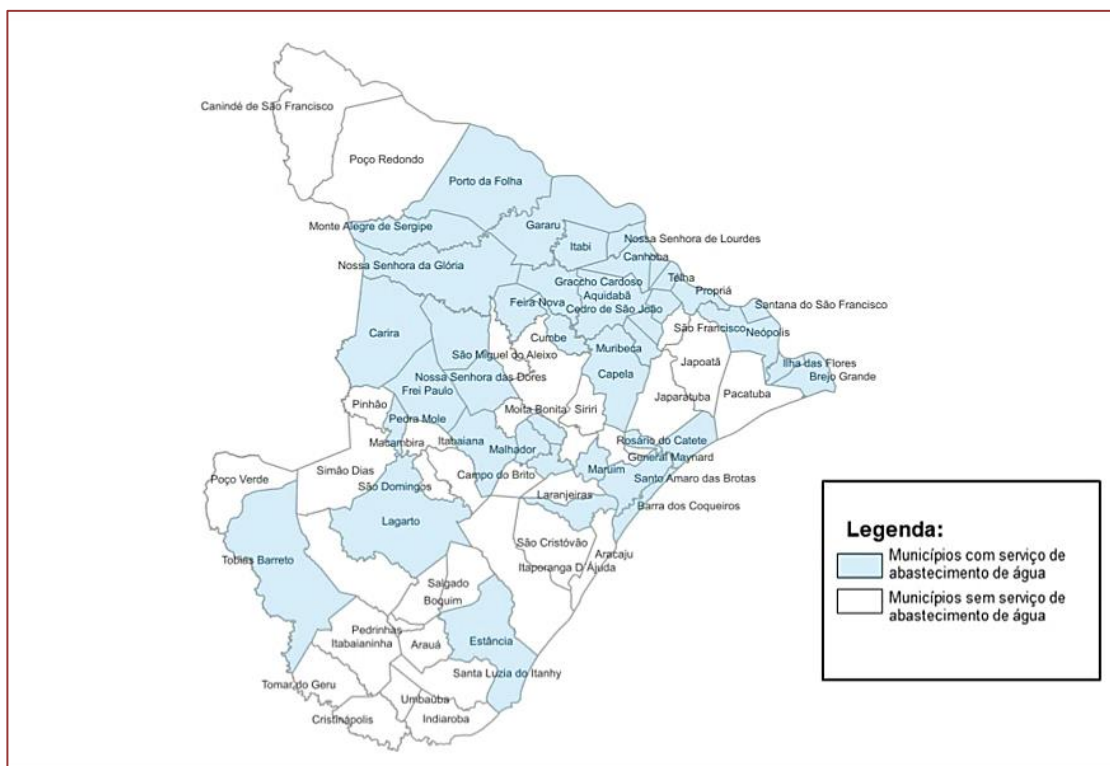 Canindé de São Francisco
Poço Redondo
Porto da Folha
Monte Alegre de Sergipe
Gararu
Nossa Senhora de Lourdes
Itabi
Canhoba
Nossa Senhora da Glória
Telha
Graccho Cardoso
Propriá
Feira Nova
Aquidabã
Cedro de São João
Santana do São Francisco
Carira
Cumbe
São Francisco
Neópolis
São Miguel do Aleixo
Muribeca
Japoatã
Ilha das Flores
Nossa Senhora das Dores
Capela
Brejo Grande
Frei Paulo
Japaratuba
Pacatuba
Pinhão
Moita Bonita
Siriri
Pedra Mole
Macambira
Itabaiana
Malhador
Rosário do Catete
General Maynard
Simão Dias
Campo do Brito
Maruim
Santo Amaro das Brotas
Poço Verde
São Domingos
Laranjeiras
Barra dos Coqueiros
Lagarto
São Cristóvão
Aracaju
Tobias Barreto
Itaporanga D'Ajuda
Salgado
Boquim
Pedrinhas
Itabaianinha
Arauá
Estância
Tomar do Geru
Santa Luzia do Itanhy
Umbaúba
Cristinápolis
Indiaroba
Legenda:
Municípios com serviço de
abastecimento de água
Municípios sem serviço de
abastecimento de água